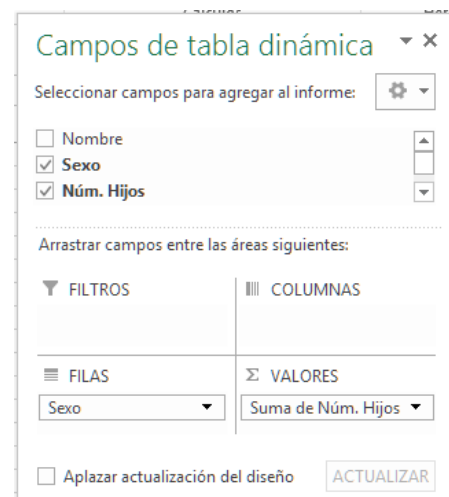 Campos de tabla dinámica
Seleccionar campos para agregar al informe:
Nombre
Sexo
Núm. Hijos
Arrastrar campos entre las áreas siguientes:
FILTROS
COLUMNAS
FILAS
Σ VALORES
Sexo
Suma de Núm. Hijos
Aplazar actualización del diseño
ACTUALIZAR